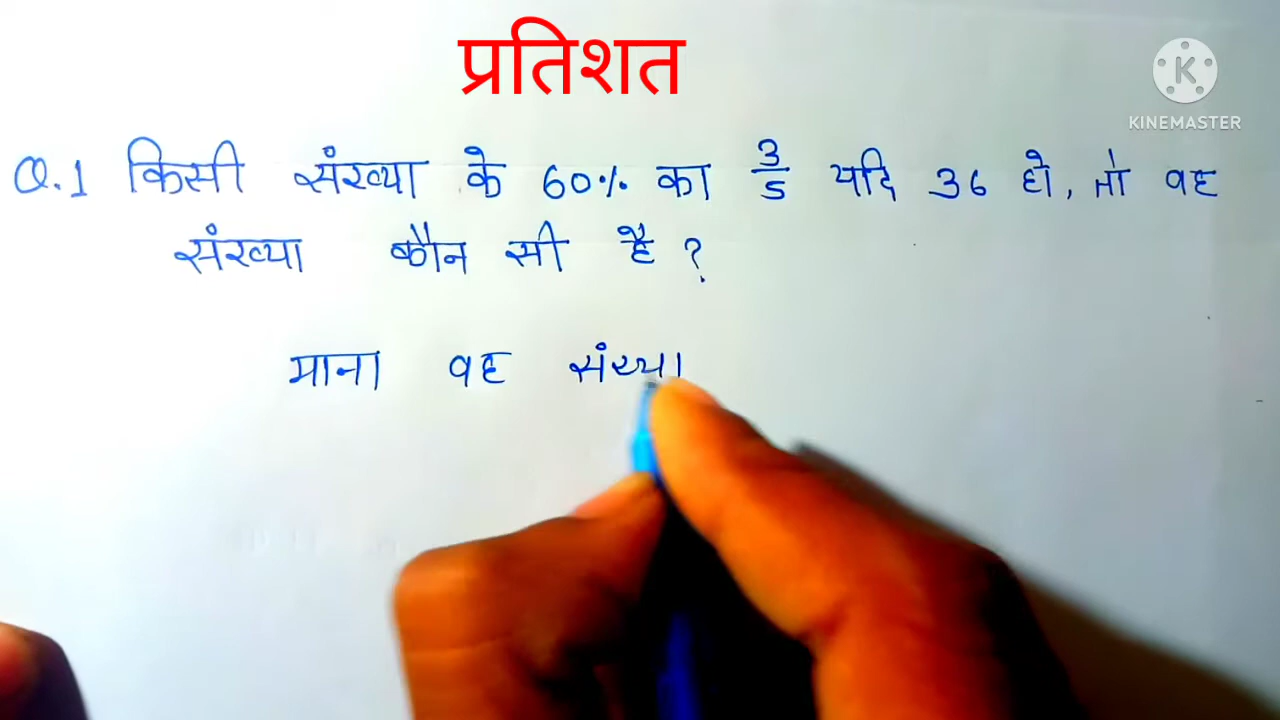 प्रतिशत
KINEMASTER
Q.1 किसी संख्या के 60% का 3/5 यदि 36 हो, तो वह
संख्या कौन सी है ?
माना वह संख्या